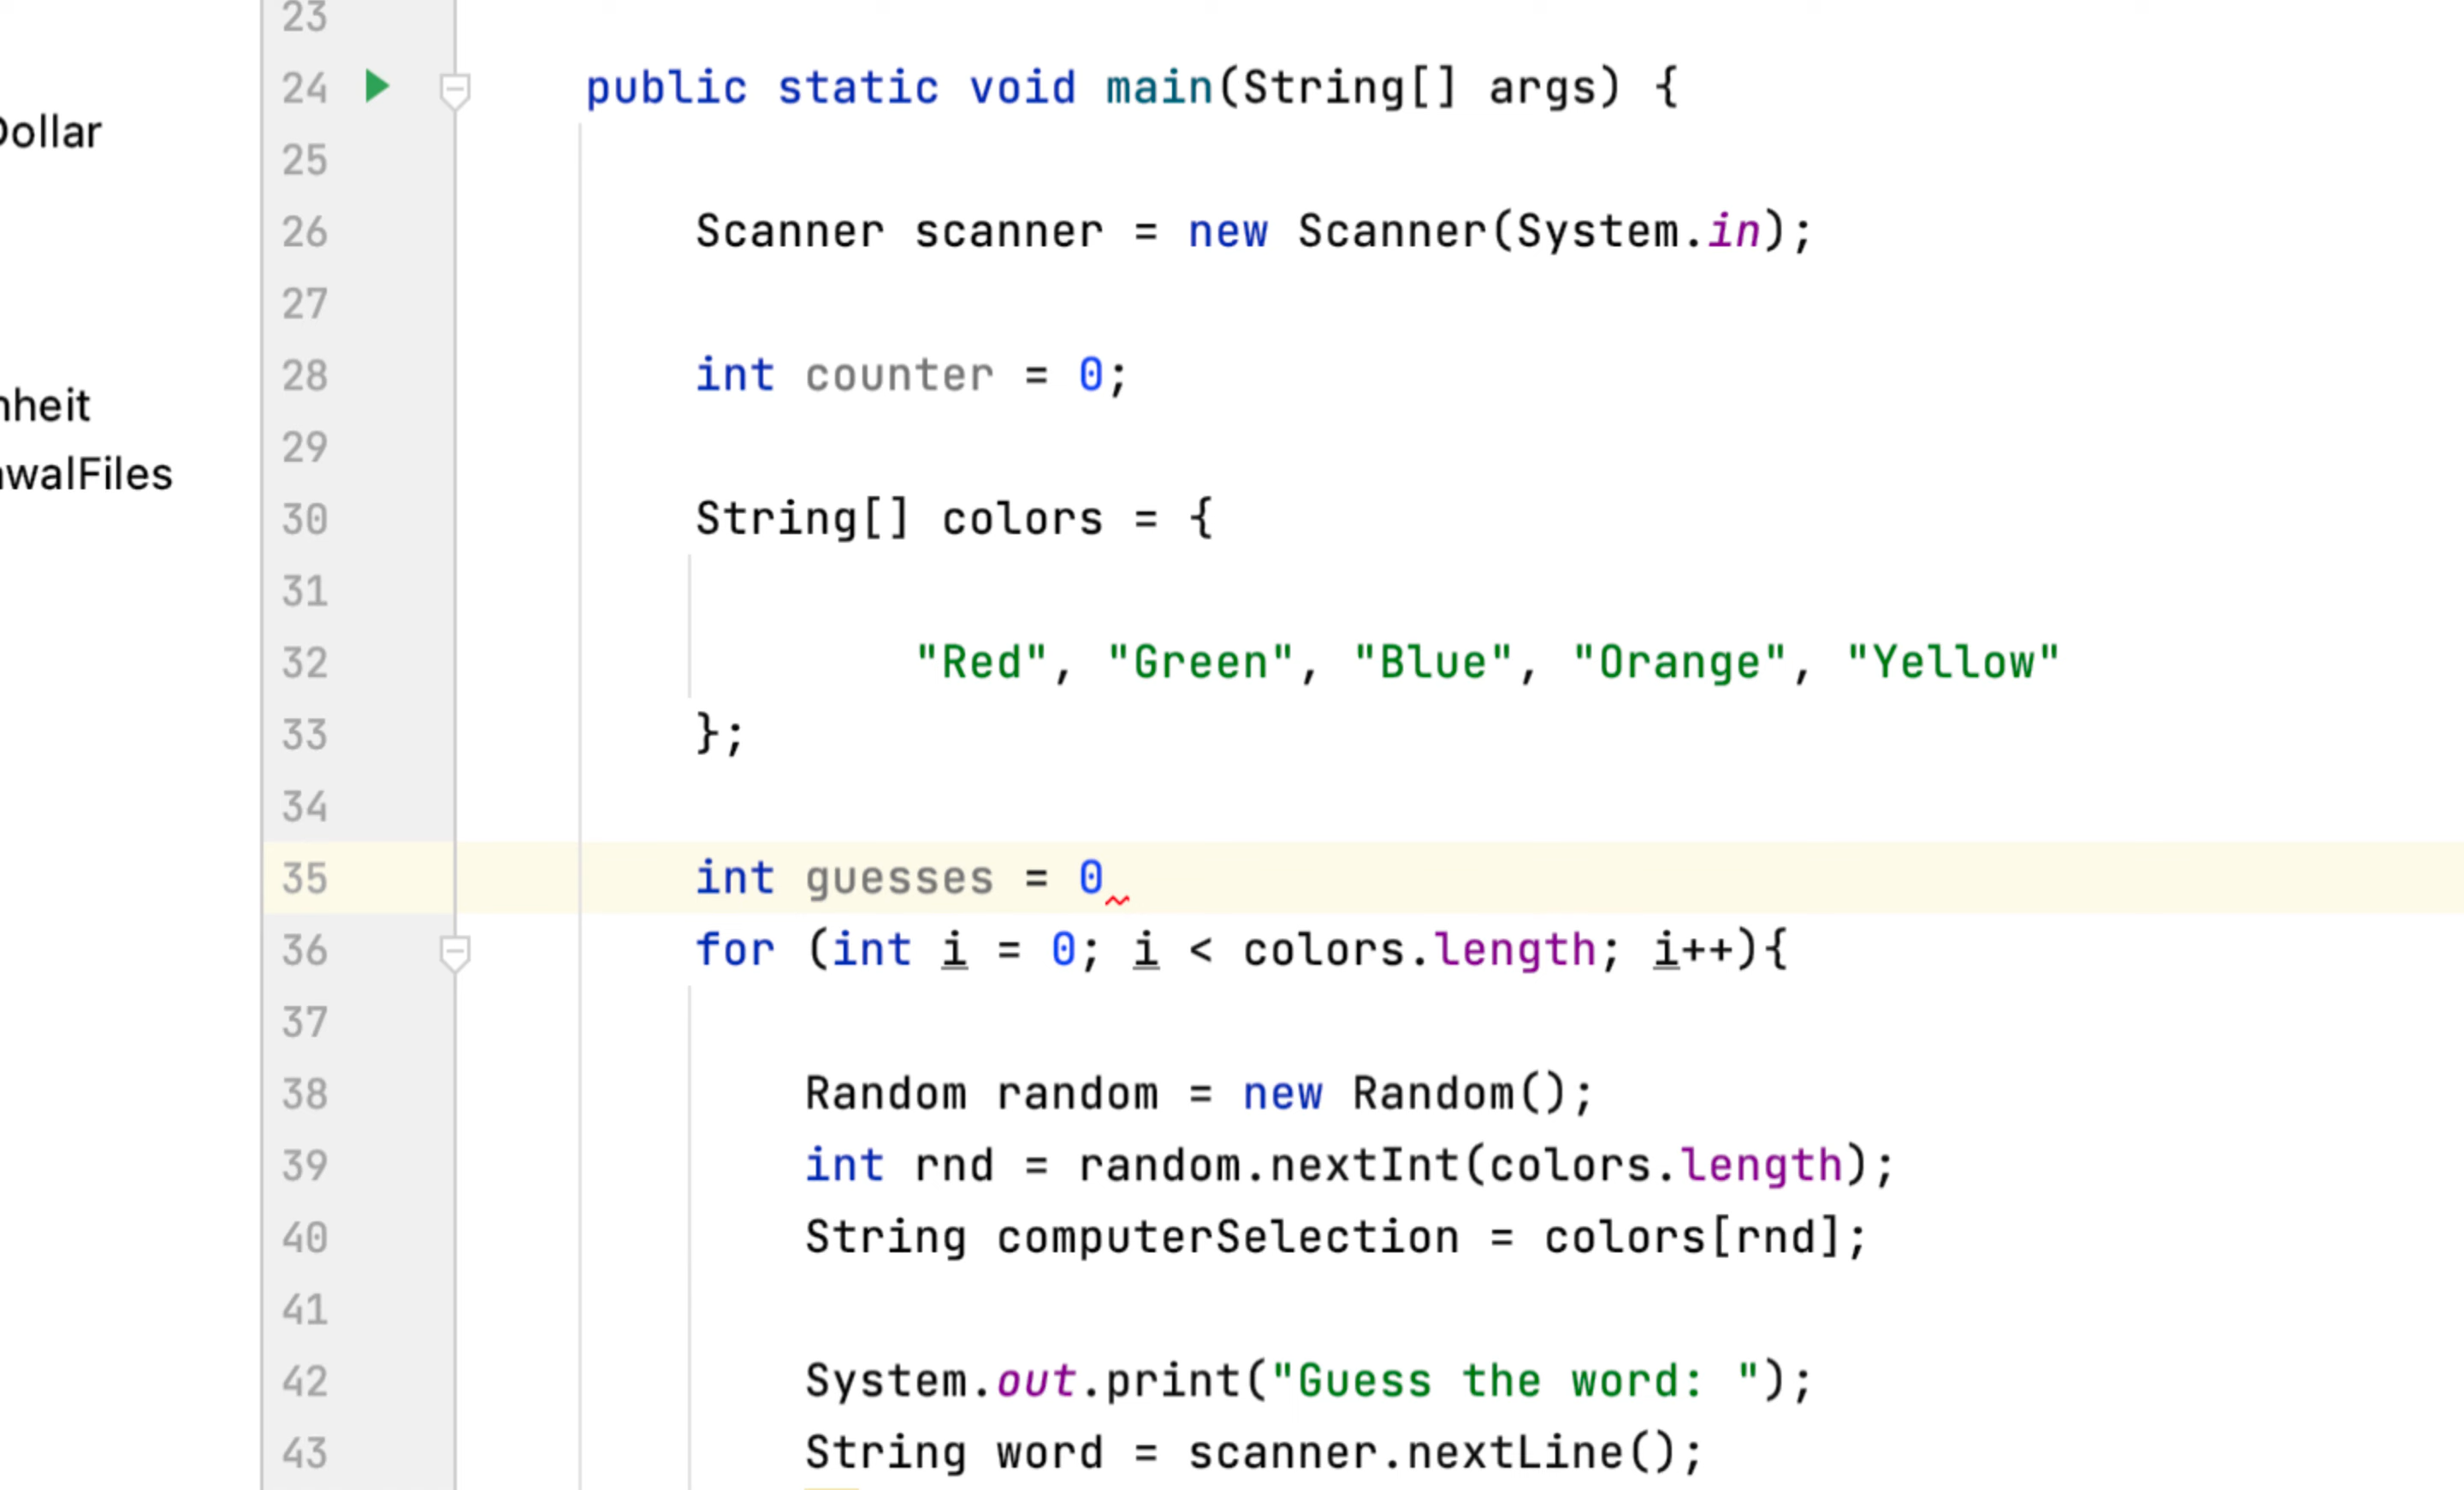 23
24 public static void main(String[] args) {
Dollar
25
26 Scanner scanner = new Scanner(System.in);
27
28 int counter = 0;
nheit
29
walFiles
30 String[] colors = {
31
32 "Red", "Green", "Blue", "Orange", "Yellow"
33 };
34
35 int guesses = 0
36 for (int i = 0; i < colors.length; i++){
37
38 Random random = new Random();
39 int rnd = random.nextInt(colors.length);
40 String computerSelection = colors[rnd];
41
42 System.out.print("Guess the word: ");
43 String word = scanner.nextLine();